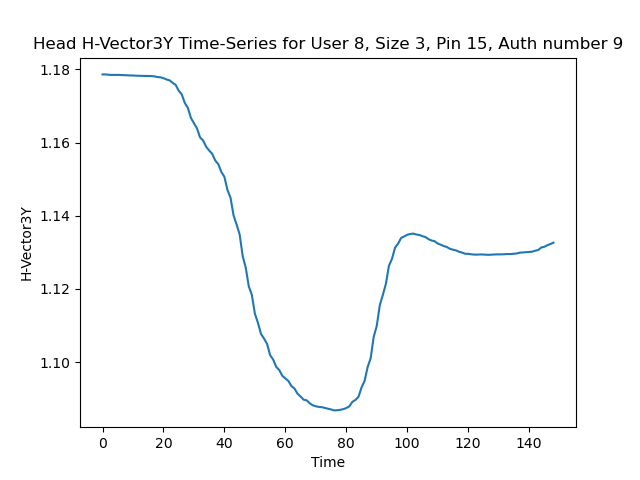 Head H-Vector3Y Time-Series for User 8, Size 3, Pin 15, Auth number 9
1.18
1.16
1.14
1.12
1.10
H-Vector3Y
0 20 40 60 80 100 120 140
Time